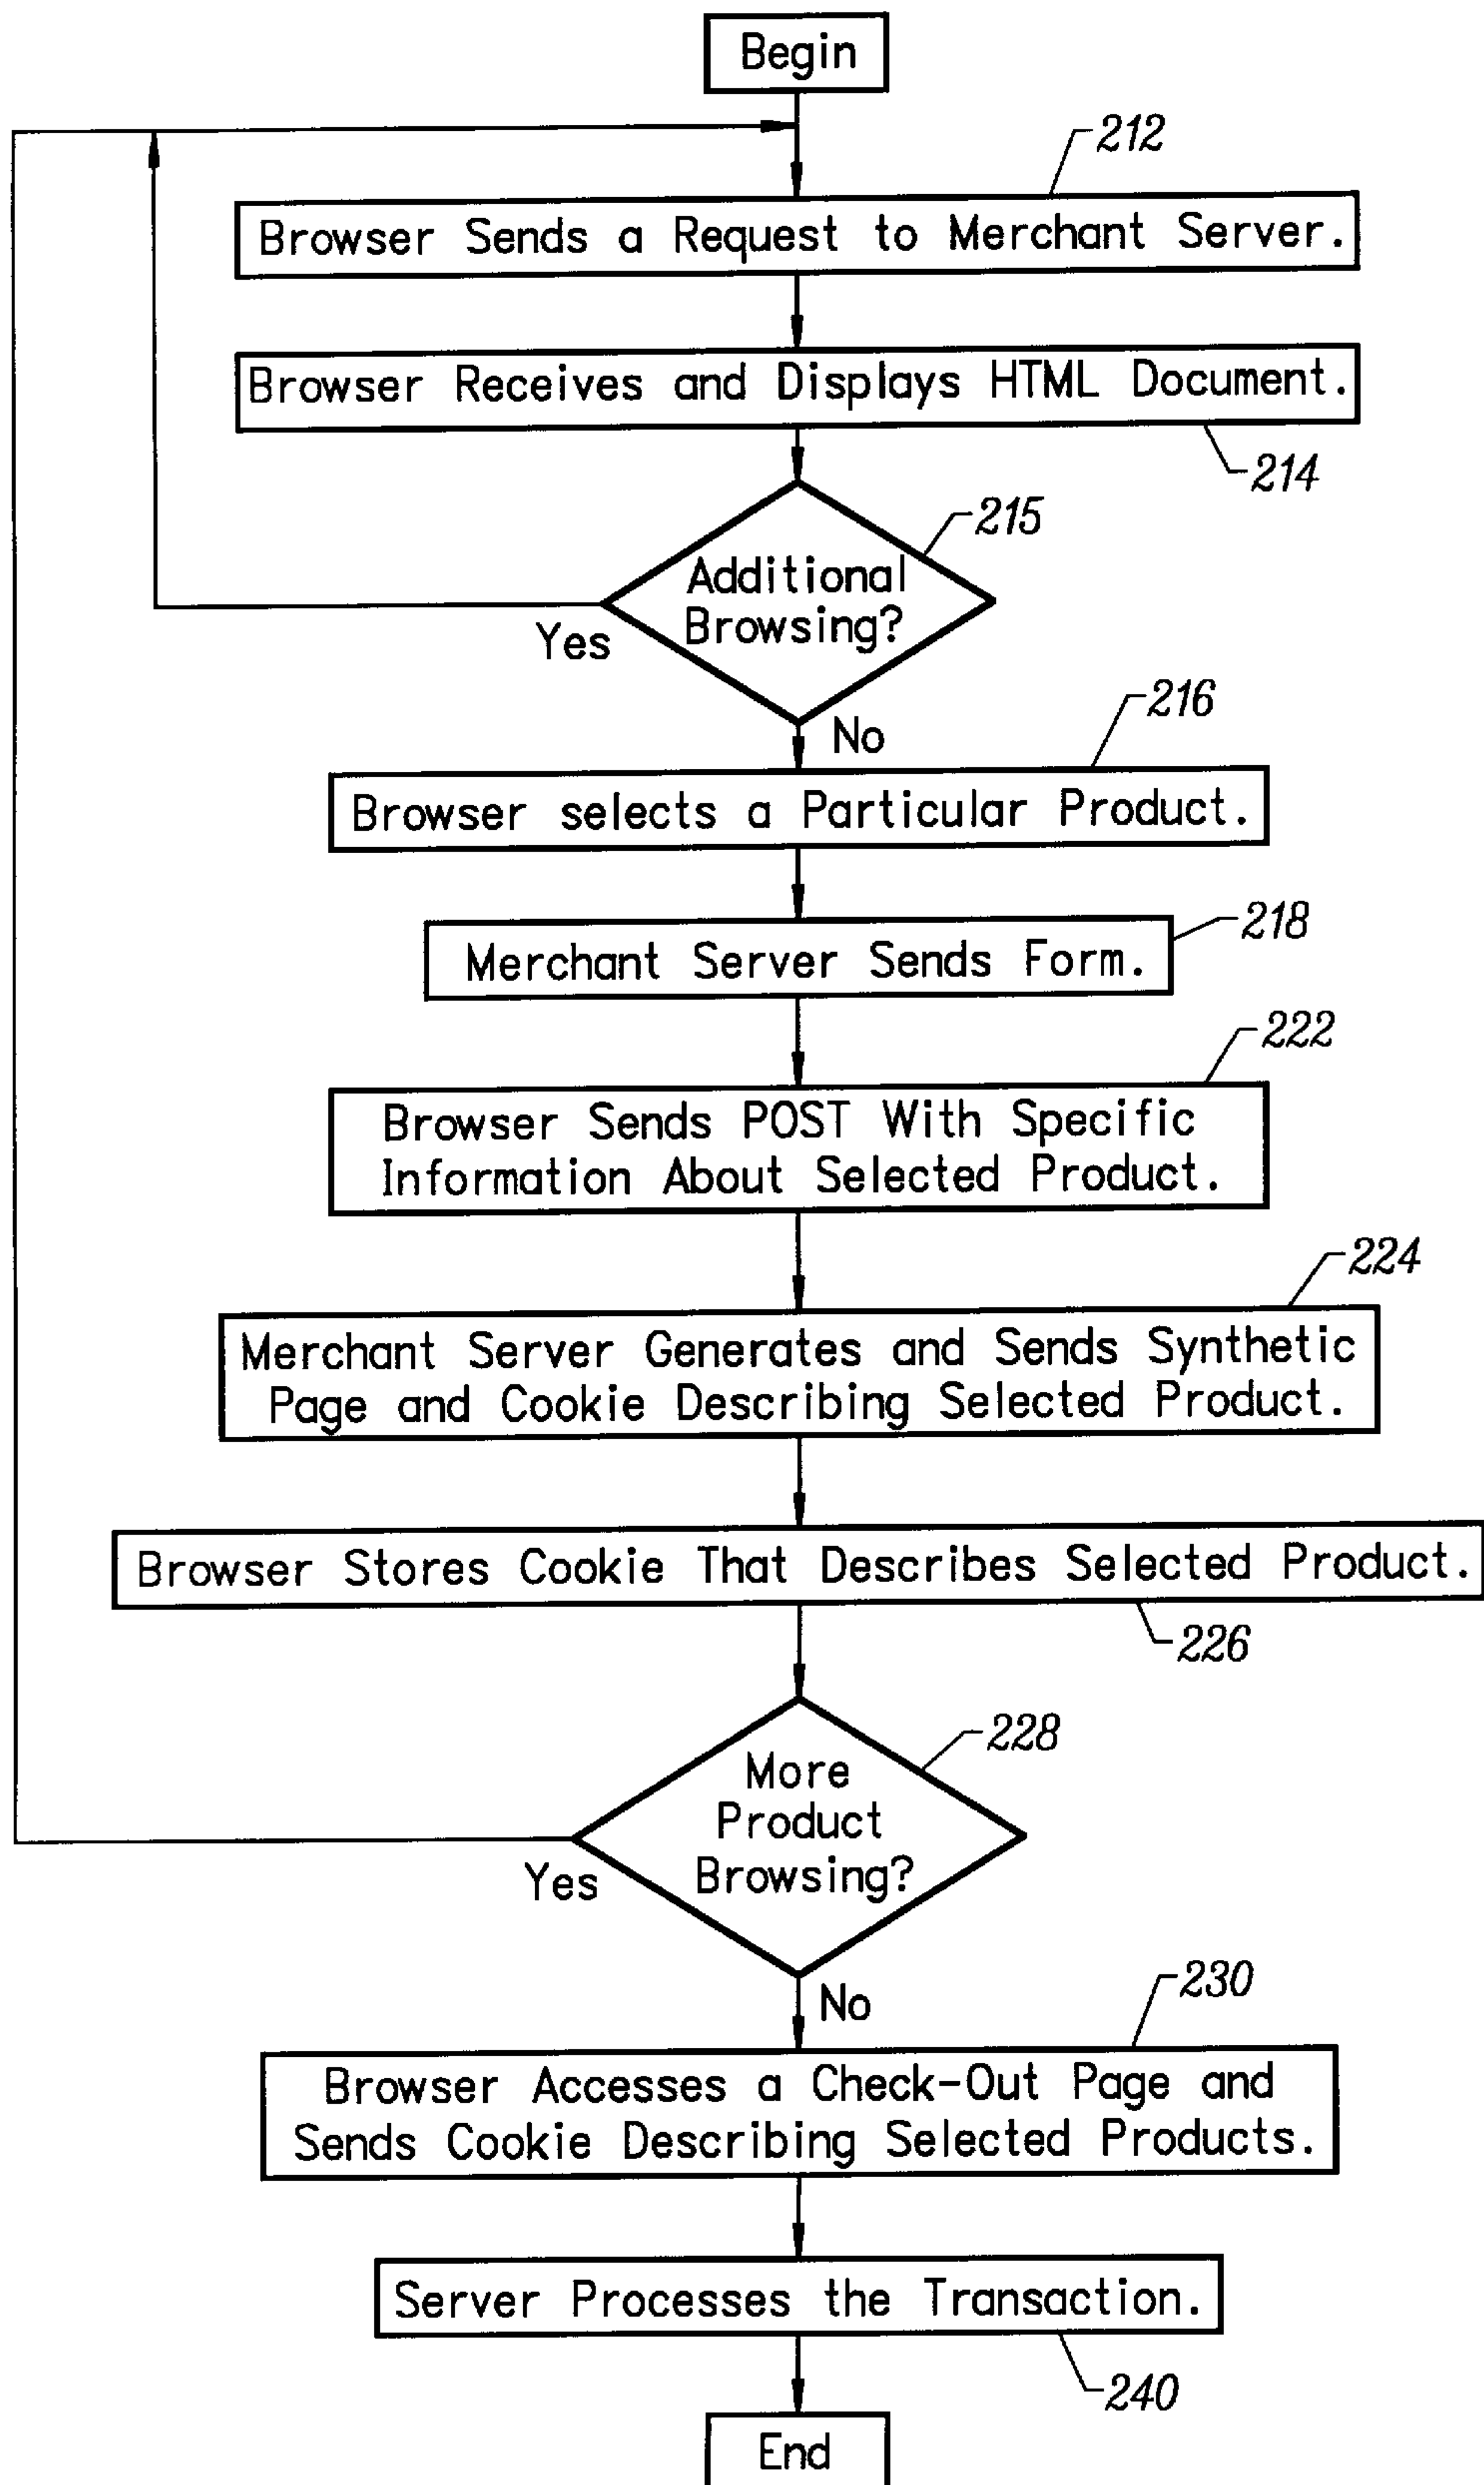 Begin
212
Browser Sends a Request to Merchant Server.
Browser Receives and Displays HTML Document.
214
215
Additional
Browsing?
Yes
No
216
Browser selects a Particular Product.
218
Merchant Server Sends Form.
222
Browser Sends POST With Specific
Information About Selected Product.
224
Merchant Server Generates and Sends Synthetic
Page and Cookie Describing Selected Product.
Browser Stores Cookie That Describes Selected Product.
226
228
More
Product
Browsing?
Yes
No
230
Browser Accesses a Check-Out Page and
Sends Cookie Describing Selected Products.
Server Processes the Transaction.
240
End